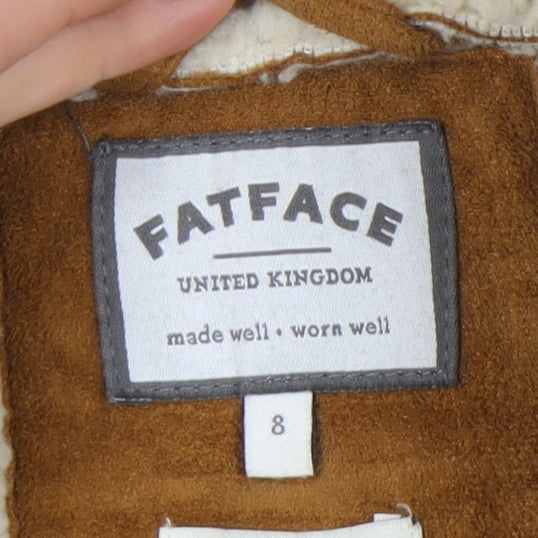 FATFACE
UNITED KINGDOM
made well • worn well
8